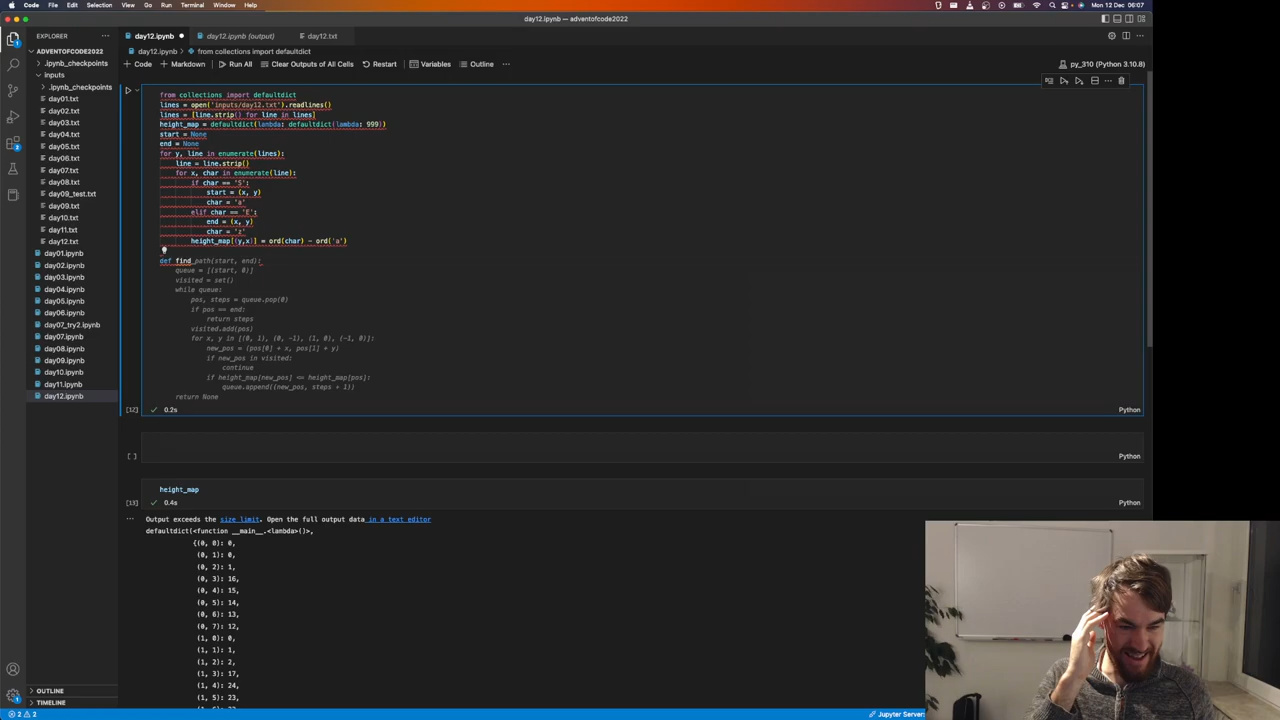 Code File Edit Selection View Go Run Terminal Window Help Mon 12 Dec 06:07
day12.ipynb — adventofcode2022
EXPLORER
day12.ipynb
day12.ipynb (output)
day12.txt
day12.ipynb > from collections import defaultdict
+ Code + Markdown Run All Clear Outputs of All Cells Restart Variables Outline ...
py_310 (Python 3.10.8)
ADVENTOFCODE2022
.ipynb_checkpoints
inputs
.ipynb_checkpoints
day01.txt
day02.txt
day03.txt
day04.txt
day05.txt
day06.txt
day07.txt
day08.txt
day09_test.txt
day09.txt
day10.txt
day11.txt
day12.txt
day01.ipynb
day02.ipynb
day03.ipynb
day04.ipynb
day05.ipynb
day06.ipynb
day07_try2.ipynb
day07.ipynb
day08.ipynb
day09.ipynb
day10.ipynb
day11.ipynb
day12.ipynb
OUTLINE
TIMELINE
from collections import defaultdict
lines = open('inputs/day12.txt').readlines()
lines = [line.strip() for line in lines]
height_map = defaultdict(lambda: defaultdict(lambda: 999)
start = None
end = None
for y, line in enumerate(lines):
line = line.strip()
for x, char in enumerate(line):
if char == 'S':
start = (x, y)
char = 'a'
elif char == 'E':
end = (x, y)
char = 'z'
height_map[(y,x)] = ord(char) - ord('a')
def find_path(start, end):
queue = [(start, 0)]
visited = set()
while queue:
pos, steps = queue.pop(0)
if pos == end:
return steps
visited.add(pos)
for x, y in [(0, 1), (0, -1), (1, 0), (-1, 0)]:
new_pos = (pos[0] + x, pos[1] + y)
if new_pos in visited:
continue
if height_map[new_pos] <= height_map[pos]:
queue.append((new_pos, steps + 1))
return None
[12] 0.2s Python
[ ] Python
height_map
[13] 0.4s Python
... Output exceeds the size limit. Open the full output data in a text editor
defaultdict(<function __main__.<lambda>()>,
{(0, 0): 0,
(0, 1): 0,
(0, 2): 1,
(0, 3): 16,
(0, 4): 15,
(0, 5): 14,
(0, 6): 13,
(0, 7): 12,
(1, 0): 0,
(1, 1): 1,
(1, 2): 2,
(1, 3): 17,
(1, 4): 24,
(1, 5): 23,
2 2
Jupyter Server: